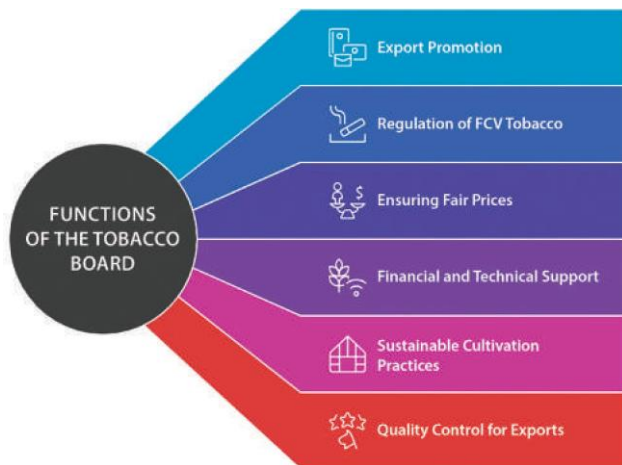 FUNCTIONS
OF THE TOBACCO
BOARD
Export Promotion
Regulation of FCV Tobacco
Ensuring Fair Prices
$
Financial and Technical Support
Sustainable Cultivation
Practices
Quality Control for Exports